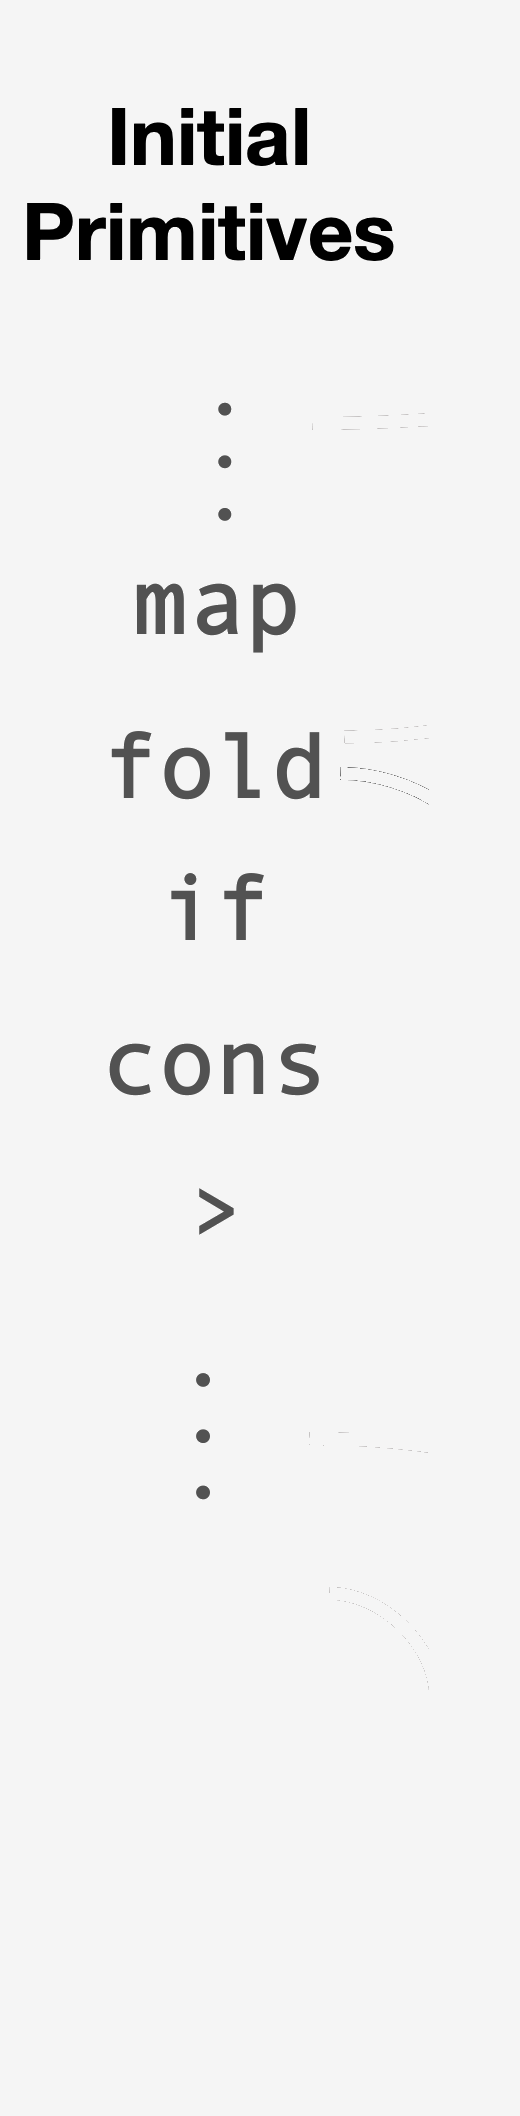 Initial
Primitives
map
fold
if
cons
>